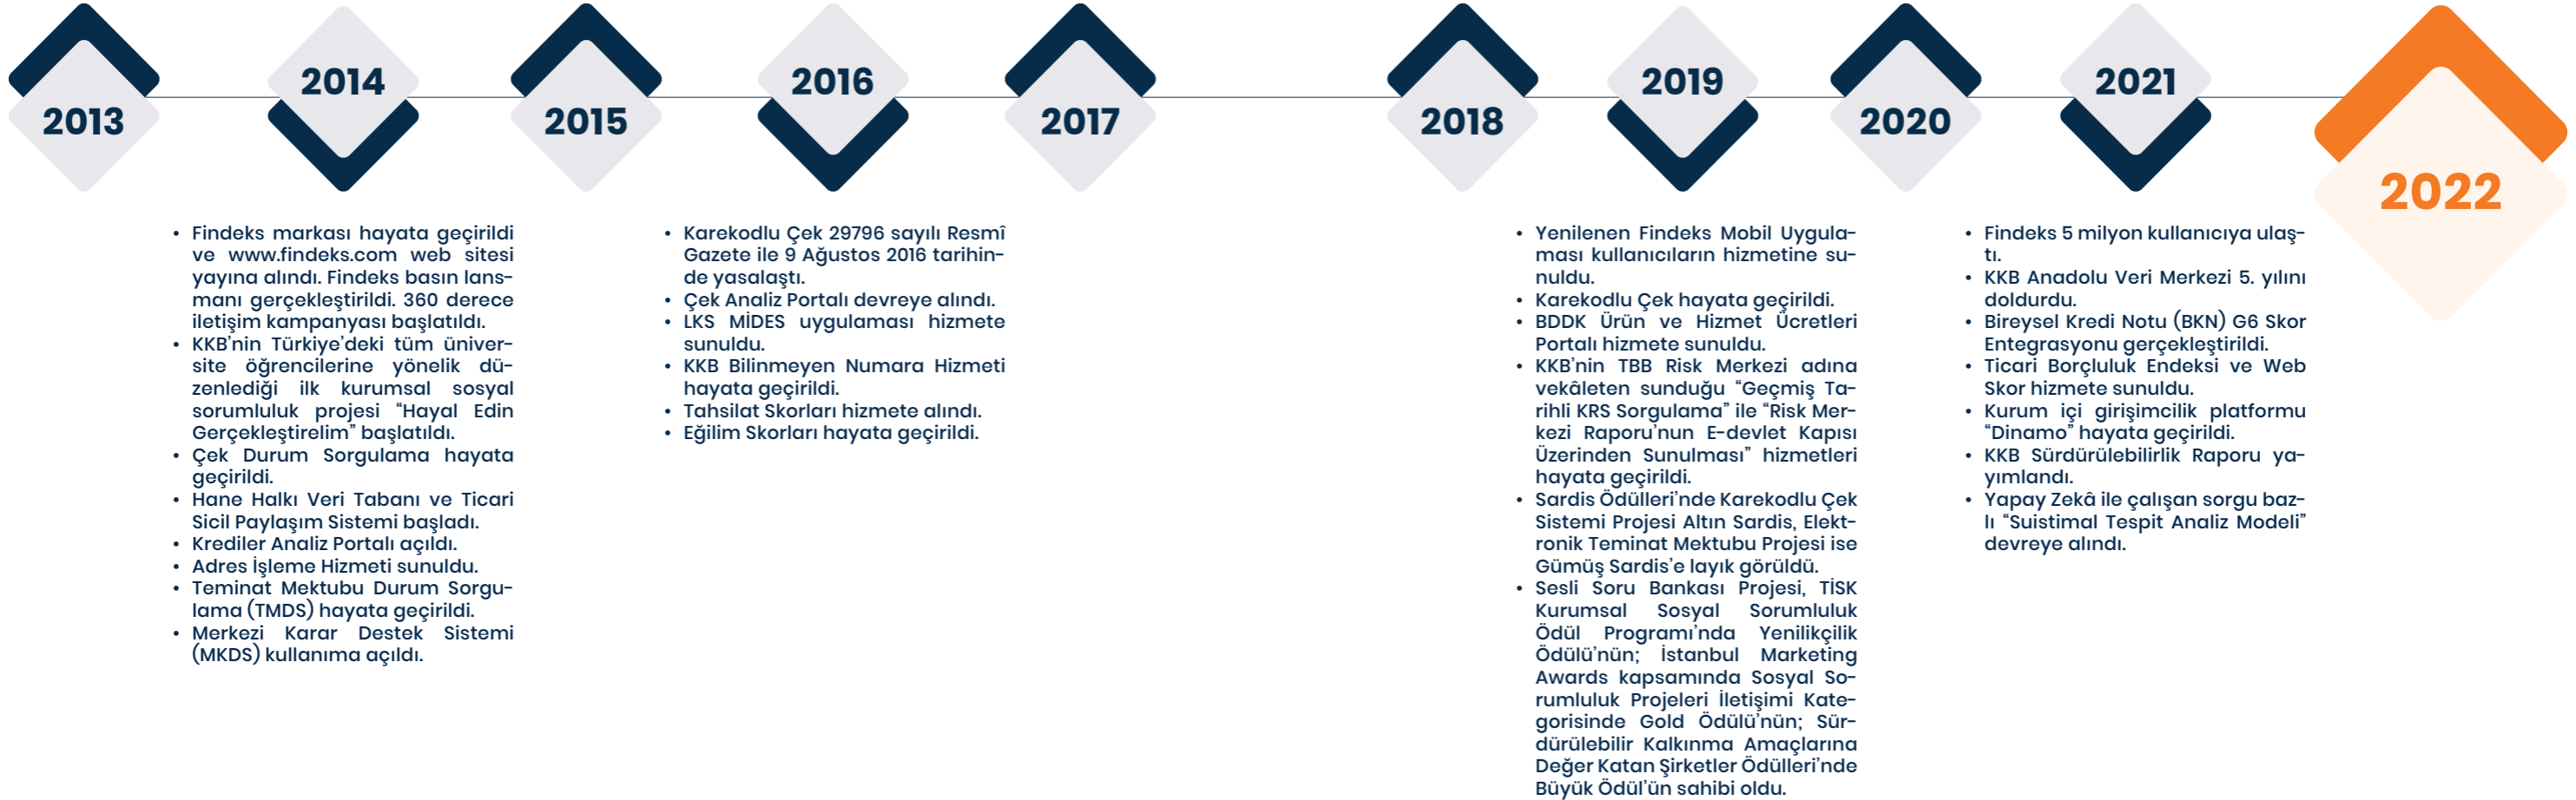 2013
2014
2015
2016
2017
2018
2019
2020
2021
2022
• Findeks markası hayata geçirildi
ve www.findeks.com web sitesi
yayına alındı. Findeks basın lans-
manı gerçekleştirildi. 360 derece
iletişim kampanyası başlatıldı.
• KKB’nin Türkiye’deki tüm üniver-
site öğrencilerine yönelik dü-
zenlediği ilk kurumsal sosyal
sorumluluk projesi “Hayal Edin
Gerçekleştirelim” başlatıldı.
• Çek Durum Sorgulama hayata
geçirildi.
• Hane Halkı Veri Tabanı ve Ticari
Sicil Paylaşım Sistemi başladı.
• Krediler Analiz Portalı açıldı.
• Adres İşleme Hizmeti sunuldu.
• Teminat Mektubu Durum Sorgu-
lama (TMDS) hayata geçirildi.
• Merkezi Karar Destek Sistemi
(MKDS) kullanıma açıldı.
• Karekodlu Çek 29796 sayılı Resmî
Gazete ile 9 Ağustos 2016 tarihin-
de yasalaştı.
• Çek Analiz Portalı devreye alındı.
• LKS MİDES uygulaması hizmete
sunuldu.
• KKB Bilinmeyen Numara Hizmeti
hayata geçirildi.
• Tahsilat Skorları hizmete alındı.
• Eğilim Skorları hayata geçirildi.
• Yenilenen Findeks Mobil Uygula-
ması kullanıcıların hizmetine su-
nuldu.
• Karekodlu Çek hayata geçirildi.
• BDDK Ürün ve Hizmet Ücretleri
Portalı hizmete sunuldu.
• KKB’nin TBB Risk Merkezi adına
vekâleten sunduğu “Geçmiş Ta-
rihli KRS Sorgulama” ile “Risk Mer-
kezi Raporu’nun E-devlet Kapısı
Üzerinden Sunulması” hizmetleri
hayata geçirildi.
• Sardis Ödülleri’nde Karekodlu Çek
Sistemi Projesi Altın Sardis, Elekt-
ronik Teminat Mektubu Projesi ise
Gümüş Sardis’e layık görüldü.
• Sesli Soru Bankası Projesi, TİSK
Kurumsal Sosyal Sorumluluk
Ödül Programı’nda Yenilikçilik
Ödülü’nün; İstanbul Marketing
Awards kapsamında Sosyal So-
rumluluk Projeleri İletişimi Kate-
gorisinde Gold Ödülü’nün; Sür-
dürülebilir Kalkınma Amaçlarına
Değer Katan Şirketler Ödülleri’nde
Büyük Ödül’ün sahibi oldu.
• Findeks 5 milyon kullanıcıya ulaş-
tı.
• KKB Anadolu Veri Merkezi 5. yılını
doldurdu.
• Bireysel Kredi Notu (BKN) G6 Skor
Entegrasyonu gerçekleştirildi.
• Ticari Borçluluk Endeksi ve Web
Skor hizmete sunuldu.
• Kurum içi girişimcilik platformu
“Dinamo” hayata geçirildi.
• KKB Sürdürülebilirlik Raporu ya-
yımlandı.
• Yapay Zekâ ile çalışan sorgu baz-
lı “Suistimal Tespit Analiz Modeli”
devreye alındı.